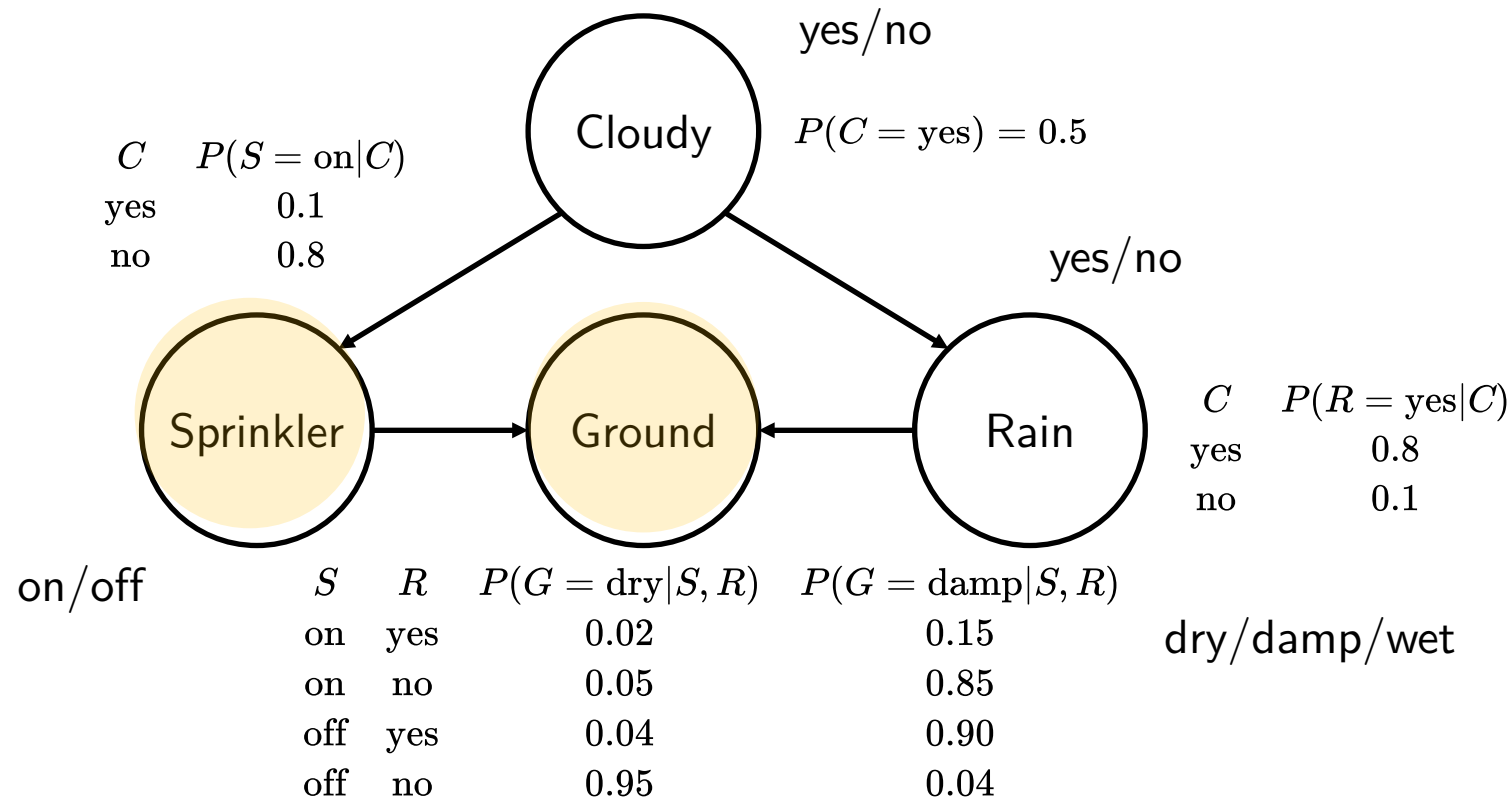 yes/no
Cloudy
P(C = yes) = 0.5
C P(S = on|C)
yes 0.1
no 0.8
yes/no
Sprinkler
Ground
Rain
C P(R = yes|C)
yes 0.8
no 0.1
on/off
S R P(G = dry|S, R) P(G = damp|S, R)
on yes 0.02 0.15
on no 0.05 0.85
off yes 0.04 0.90
off no 0.95 0.04
dry/damp/wet